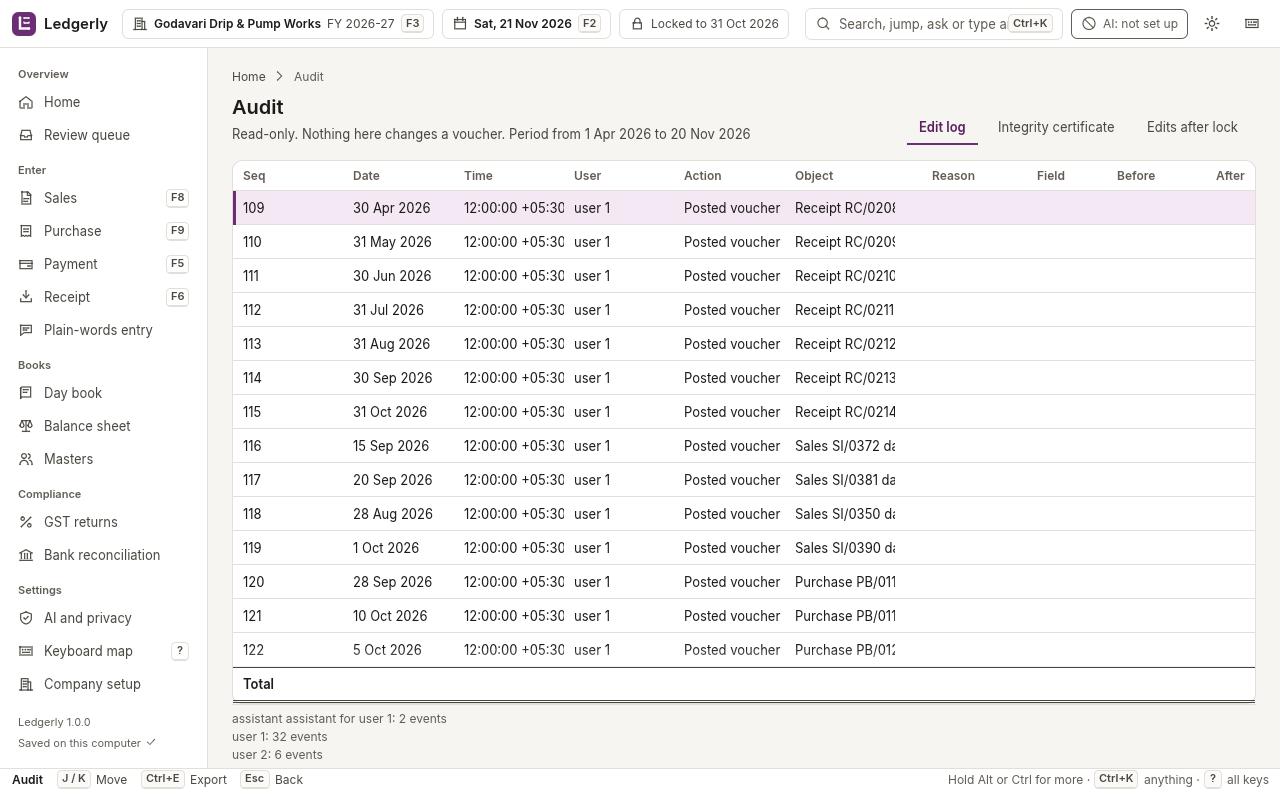 Ledgerly
Godavari Drip & Pump Works FY 2026-27 F3
Sat, 21 Nov 2026 F2
Locked to 31 Oct 2026
Search, jump, ask or type a Ctrl+K
AI: not set up
Overview
Home
Review queue
Enter
Sales F8
Purchase F9
Payment F5
Receipt F6
Plain-words entry
Books
Day book
Balance sheet
Masters
Compliance
GST returns
Bank reconciliation
Settings
AI and privacy
Keyboard map ?
Company setup
Ledgerly 1.0.0
Saved on this computer
Home Audit
Audit
Read-only. Nothing here changes a voucher. Period from 1 Apr 2026 to 20 Nov 2026
Edit log Integrity certificate Edits after lock
Seq Date Time User Action Object Reason Field Before After
109 30 Apr 2026 12:00:00 +05:30 user 1 Posted voucher Receipt RC/0208
110 31 May 2026 12:00:00 +05:30 user 1 Posted voucher Receipt RC/0209
111 30 Jun 2026 12:00:00 +05:30 user 1 Posted voucher Receipt RC/0210
112 31 Jul 2026 12:00:00 +05:30 user 1 Posted voucher Receipt RC/0211
113 31 Aug 2026 12:00:00 +05:30 user 1 Posted voucher Receipt RC/0212
114 30 Sep 2026 12:00:00 +05:30 user 1 Posted voucher Receipt RC/0213
115 31 Oct 2026 12:00:00 +05:30 user 1 Posted voucher Receipt RC/0214
116 15 Sep 2026 12:00:00 +05:30 user 1 Posted voucher Sales SI/0372 da
117 20 Sep 2026 12:00:00 +05:30 user 1 Posted voucher Sales SI/0381 da
118 28 Aug 2026 12:00:00 +05:30 user 1 Posted voucher Sales SI/0350 da
119 1 Oct 2026 12:00:00 +05:30 user 1 Posted voucher Sales SI/0390 da
120 28 Sep 2026 12:00:00 +05:30 user 1 Posted voucher Purchase PB/011
121 10 Oct 2026 12:00:00 +05:30 user 1 Posted voucher Purchase PB/011
122 5 Oct 2026 12:00:00 +05:30 user 1 Posted voucher Purchase PB/012
Total
assistant assistant for user 1: 2 events
user 1: 32 events
user 2: 6 events
Audit J / K Move Ctrl+E Export Esc Back
Hold Alt or Ctrl for more · Ctrl+K anything · ? all keys